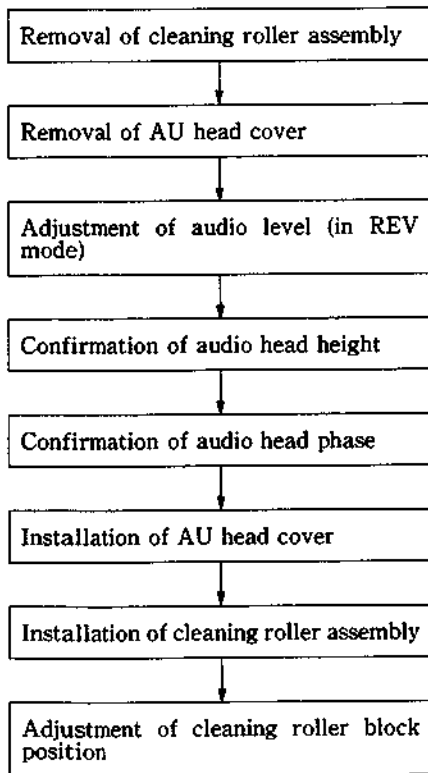 Removal of cleaning roller assembly
Removal of AU head cover
Adjustment of audio level (in REV
mode)
Confirmation of audio head height
Confirmation of audio head phase
Installation of AU head cover
Installation of cleaning roller assembly
Adjustment of cleaning roller block
position